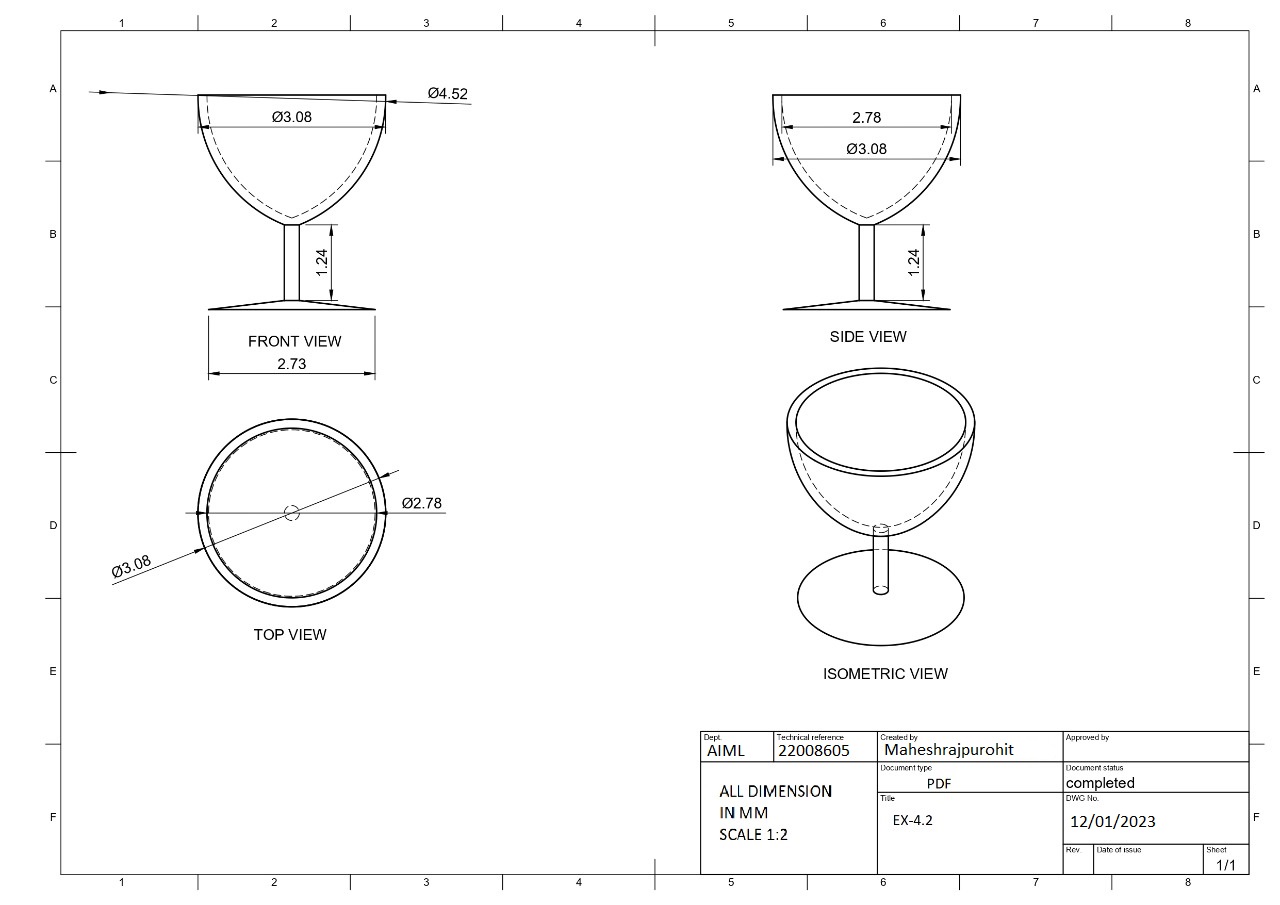 1 2 3 4 5 6 7 8
A A
Ø4.52
Ø3.08
2.78
Ø3.08
B B
1.24
1.24
FRONT VIEW
SIDE VIEW
2.73
C C
Ø2.78
D D
Ø3.08
TOP VIEW
E E
ISOMETRIC VIEW
Dept. Technical reference Created by Approved by
AIML 22008605 Maheshrajpurohit
Document type Document status
PDF completed
ALL DIMENSION
IN MM
SCALE 1:2
Title DWG No.
EX-4.2 12/01/2023
F F
Rev. Date of issue Sheet
1/1
1 2 3 4 5 6 7 8